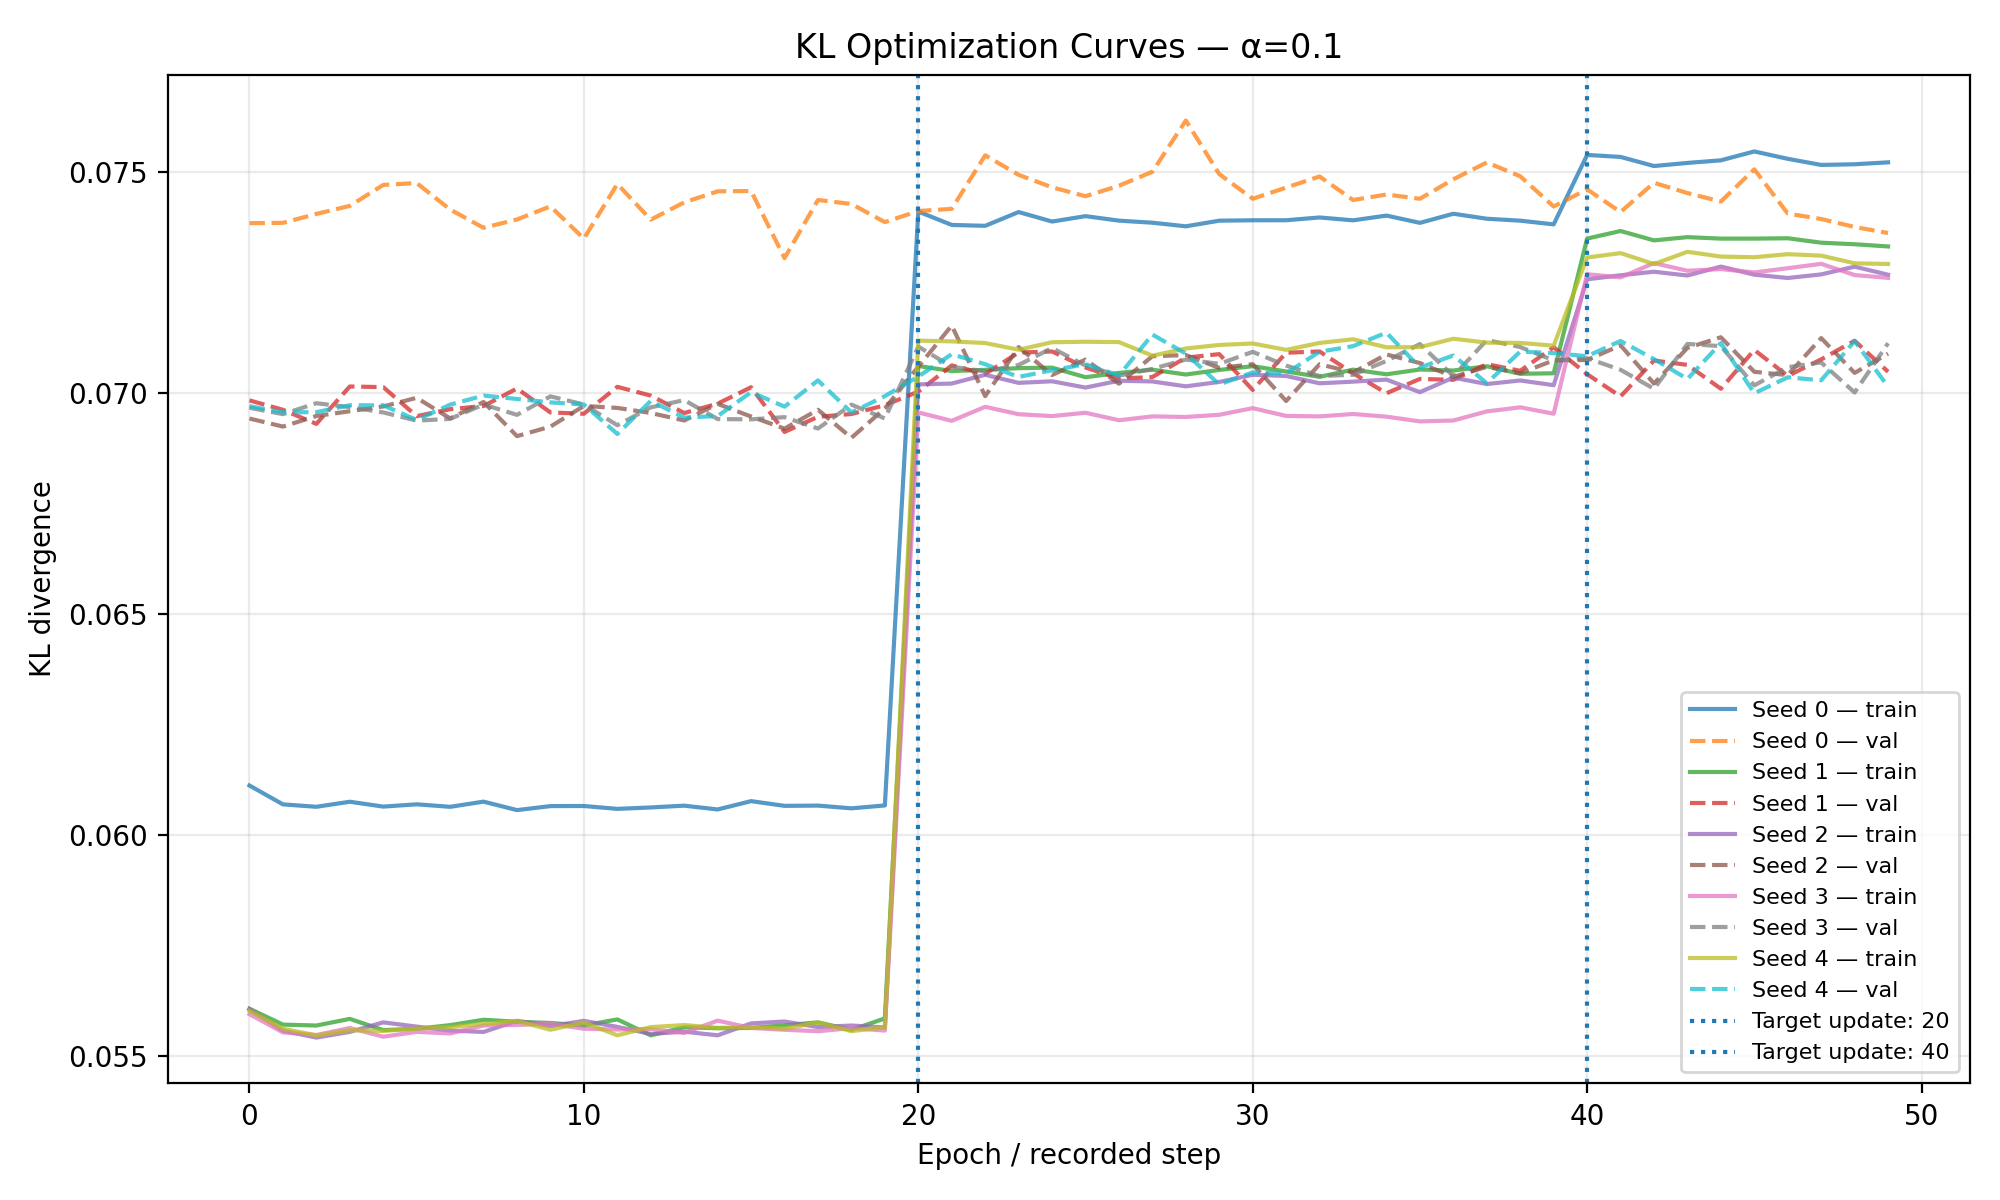 KL Optimization Curves — α=0.1
KL divergence
0.075
0.070
0.065
0.060
0.055
0 10 20 30 40 50
Epoch / recorded step
Seed 0 — train
Seed 0 — val
Seed 1 — train
Seed 1 — val
Seed 2 — train
Seed 2 — val
Seed 3 — train
Seed 3 — val
Seed 4 — train
Seed 4 — val
Target update: 20
Target update: 40